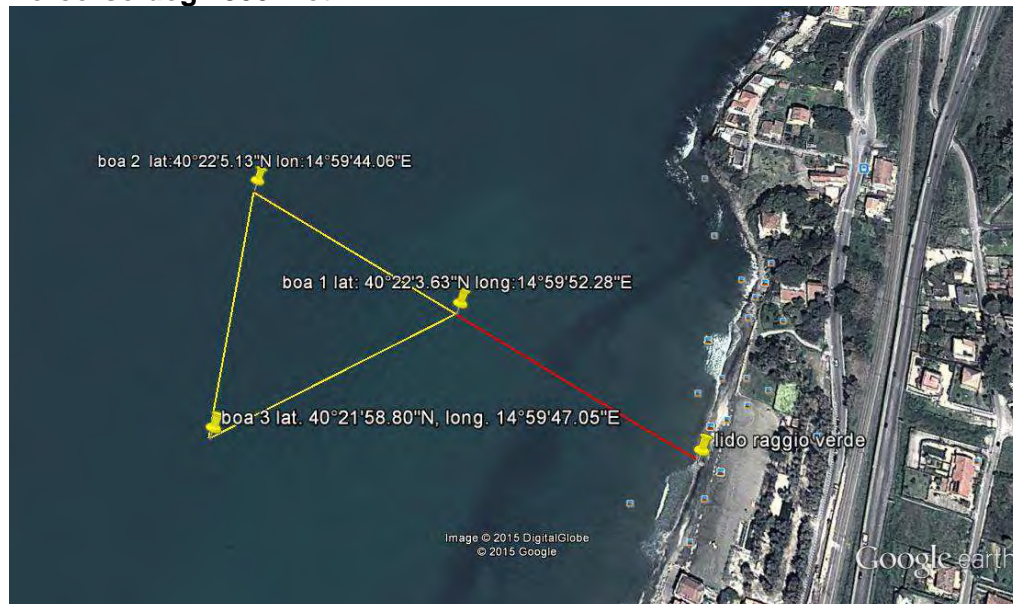 boa 2 lat:40°22'5.13"N lon:14°59'44.06"E
boa 1 lat: 40°22'3.63"N long:14°59'52.28"E
boa 3 lat. 40°21'58.80"N, long. 14°59'47.05"E
lido raggio verde
Image © 2015 DigitalGlobe
© 2015 Google
Google earth